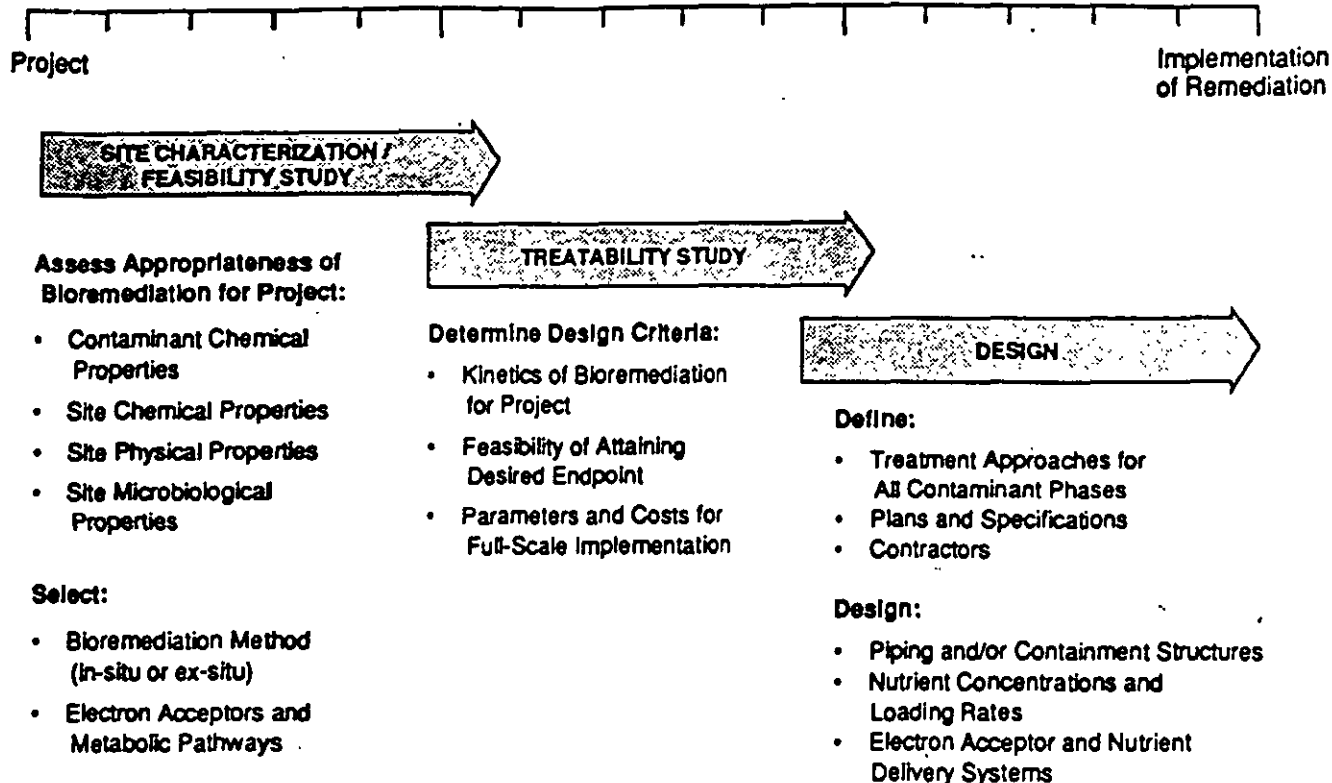 Project
Implementation
of Remediation
SITE CHARACTERIZATION /
FEASIBILITY STUDY
Assess Appropriateness of
Bioremediation for Project:
• Contaminant Chemical
Properties
• Site Chemical Properties
• Site Physical Properties
• Site Microbiological
Properties
Select:
• Bioremediation Method
(in-situ or ex-situ)
• Electron Acceptors and
Metabolic Pathways
TREATABILITY STUDY
Determine Design Criteria:
• Kinetics of Bioremediation
for Project
• Feasibility of Attaining
Desired Endpoint
• Parameters and Costs for
Full-Scale Implementation
DESIGN
Define:
• Treatment Approaches for
All Contaminant Phases
• Plans and Specifications
• Contractors
Design:
• Piping and/or Containment Structures
• Nutrient Concentrations and
Loading Rates
• Electron Acceptor and Nutrient
Delivery Systems